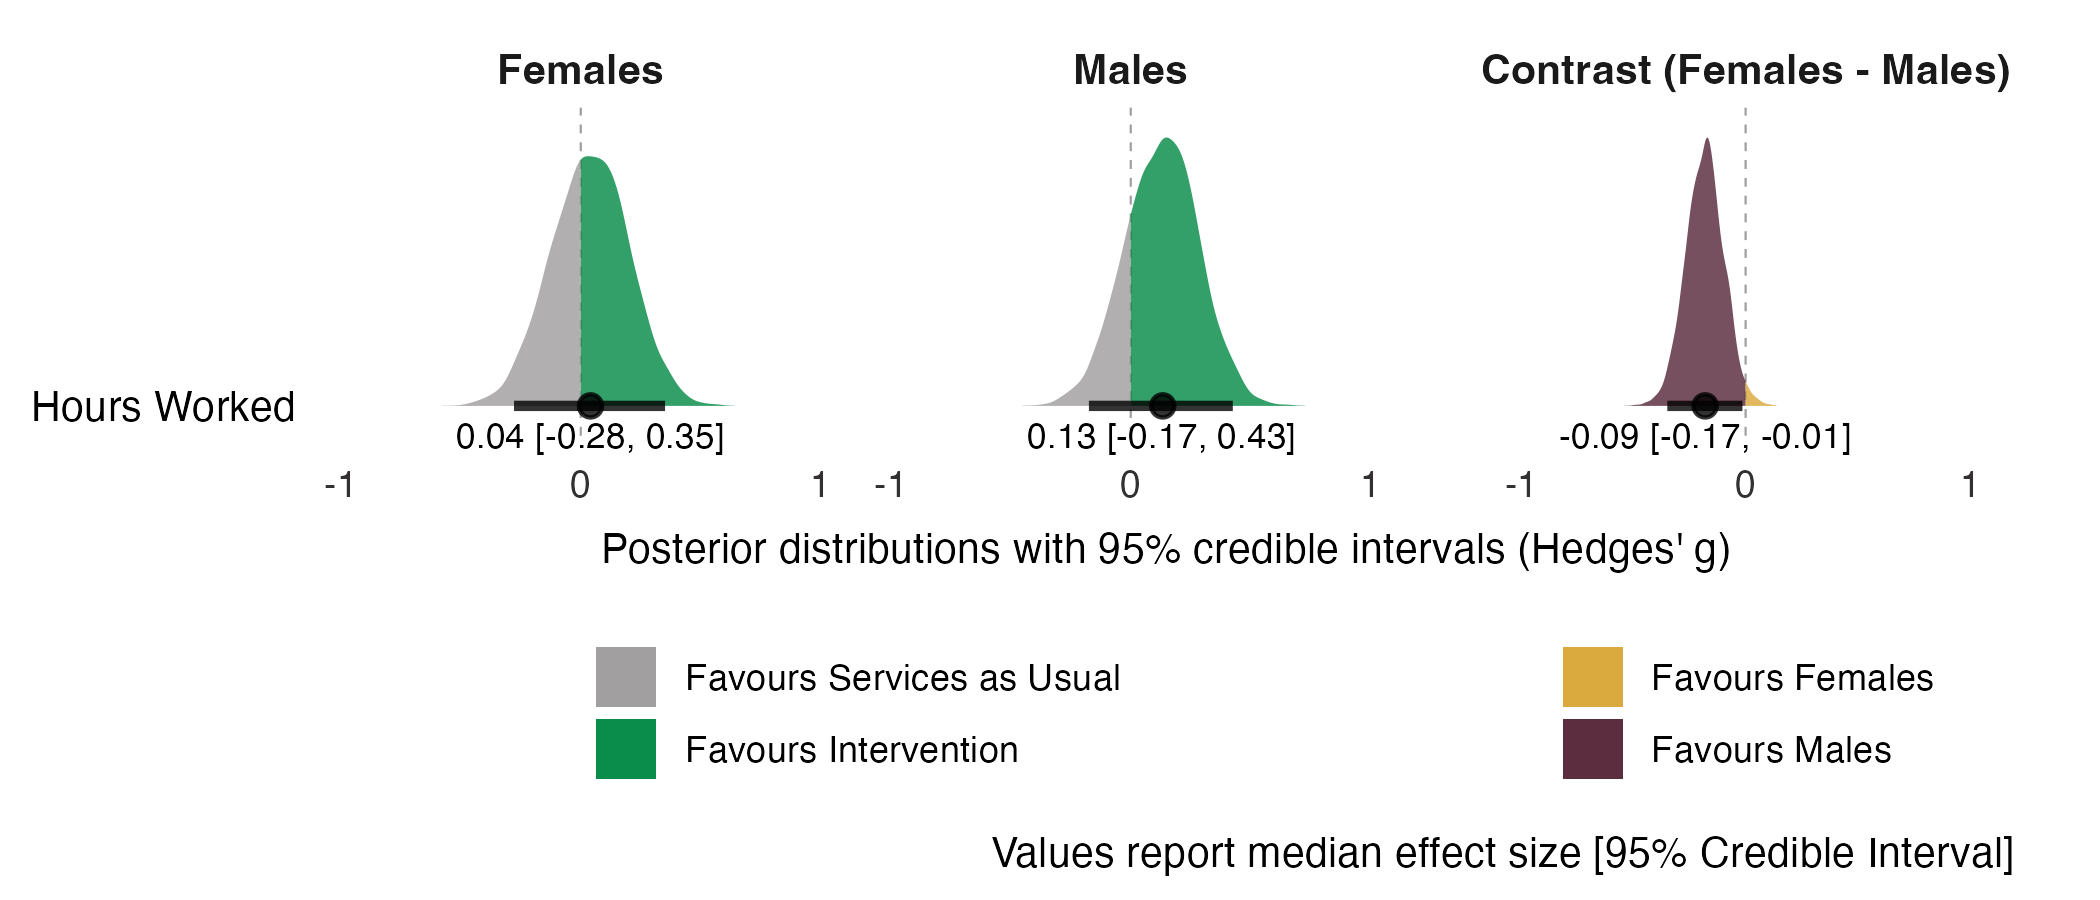 Females Males Contrast (Females - Males)
Hours Worked
0.04 [-0.28, 0.35] 0.13 [-0.17, 0.43] -0.09 [-0.17, -0.01]
-1 0 1 -1 0 1 -1 0 1
Posterior distributions with 95% credible intervals (Hedges' g)
Favours Services as Usual Favours Females
Favours Intervention Favours Males
Values report median effect size [95% Credible Interval]